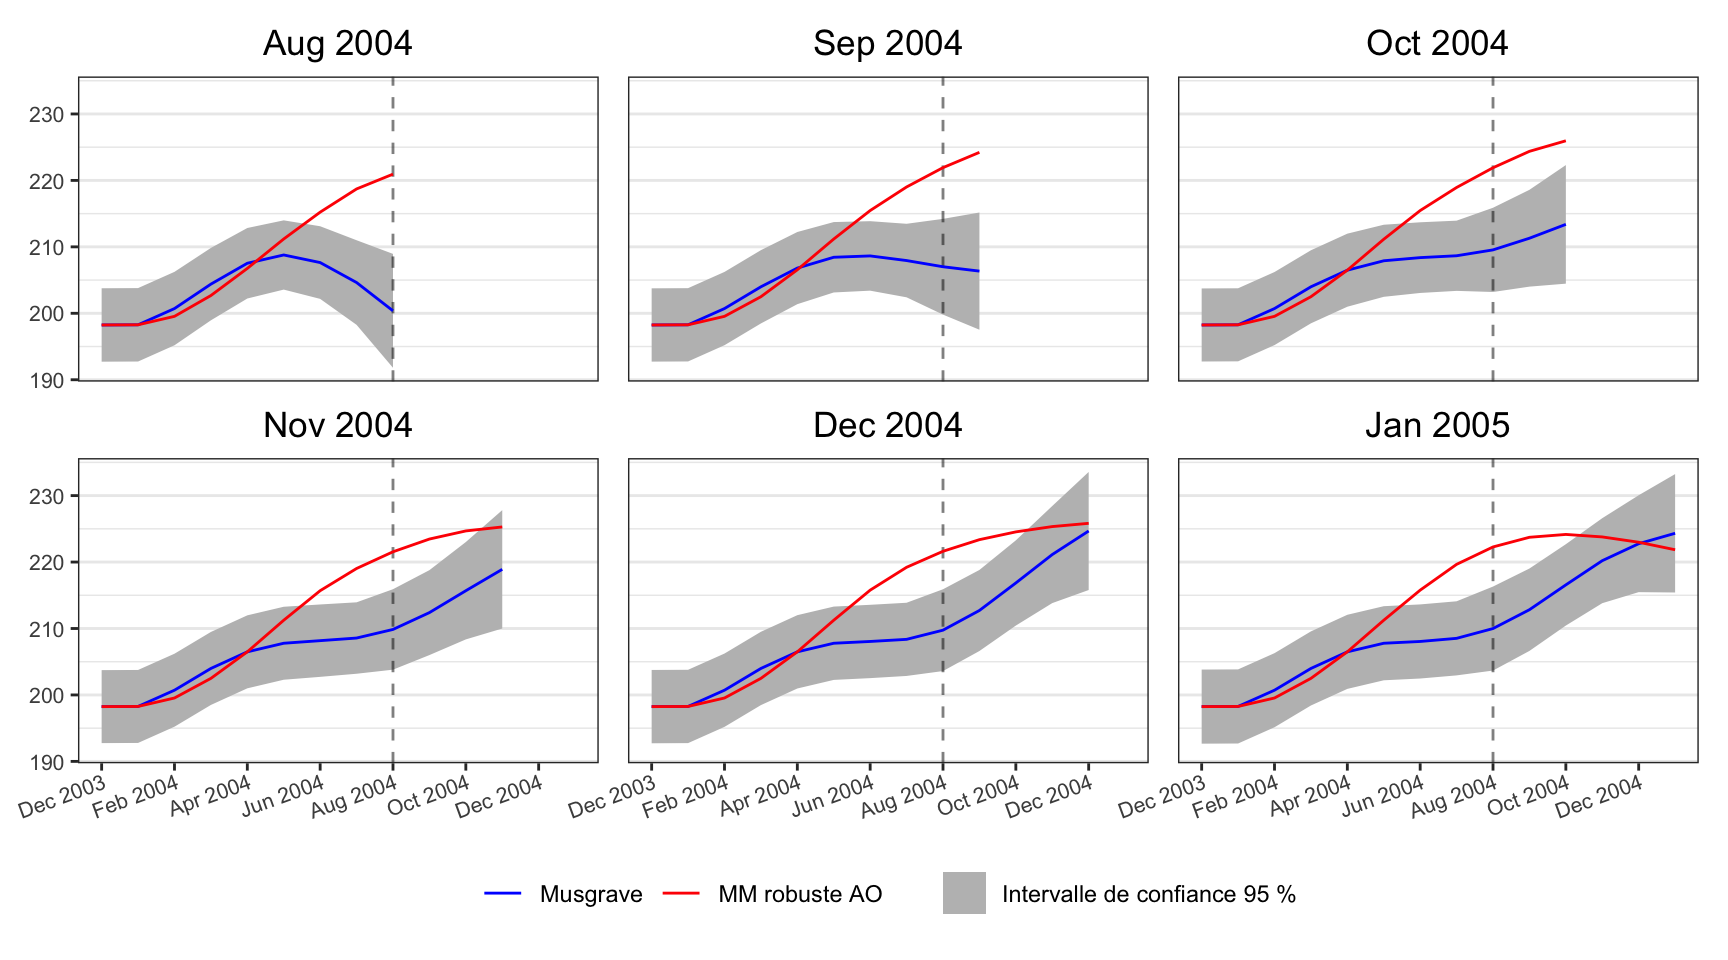 Aug 2004
Sep 2004
Oct 2004
230
220
210
200
190
Nov 2004
Dec 2004
Jan 2005
230
220
210
200
190
Dec 2003
Feb 2004
Apr 2004
Jun 2004
Aug 2004
Oct 2004
Dec 2004
Dec 2003
Feb 2004
Apr 2004
Jun 2004
Aug 2004
Oct 2004
Dec 2004
Dec 2003
Feb 2004
Apr 2004
Jun 2004
Aug 2004
Oct 2004
Dec 2004
Musgrave
MM robuste AO
Intervalle de confiance 95 %